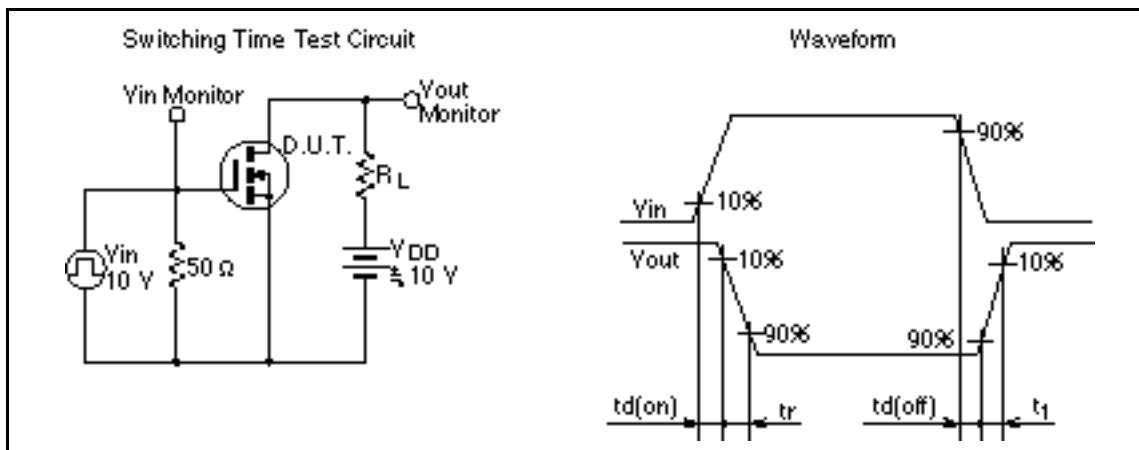 Switching Time Test Circuit
Vin Monitor
Vout
Monitor
D.U.T.
RL
Vin
10 V
50 Ω
VDD
10 V
Waveform
Vin
10%
90%
Vout
10%
90%
90%
10%
td(on)
tr
td(off)
t1